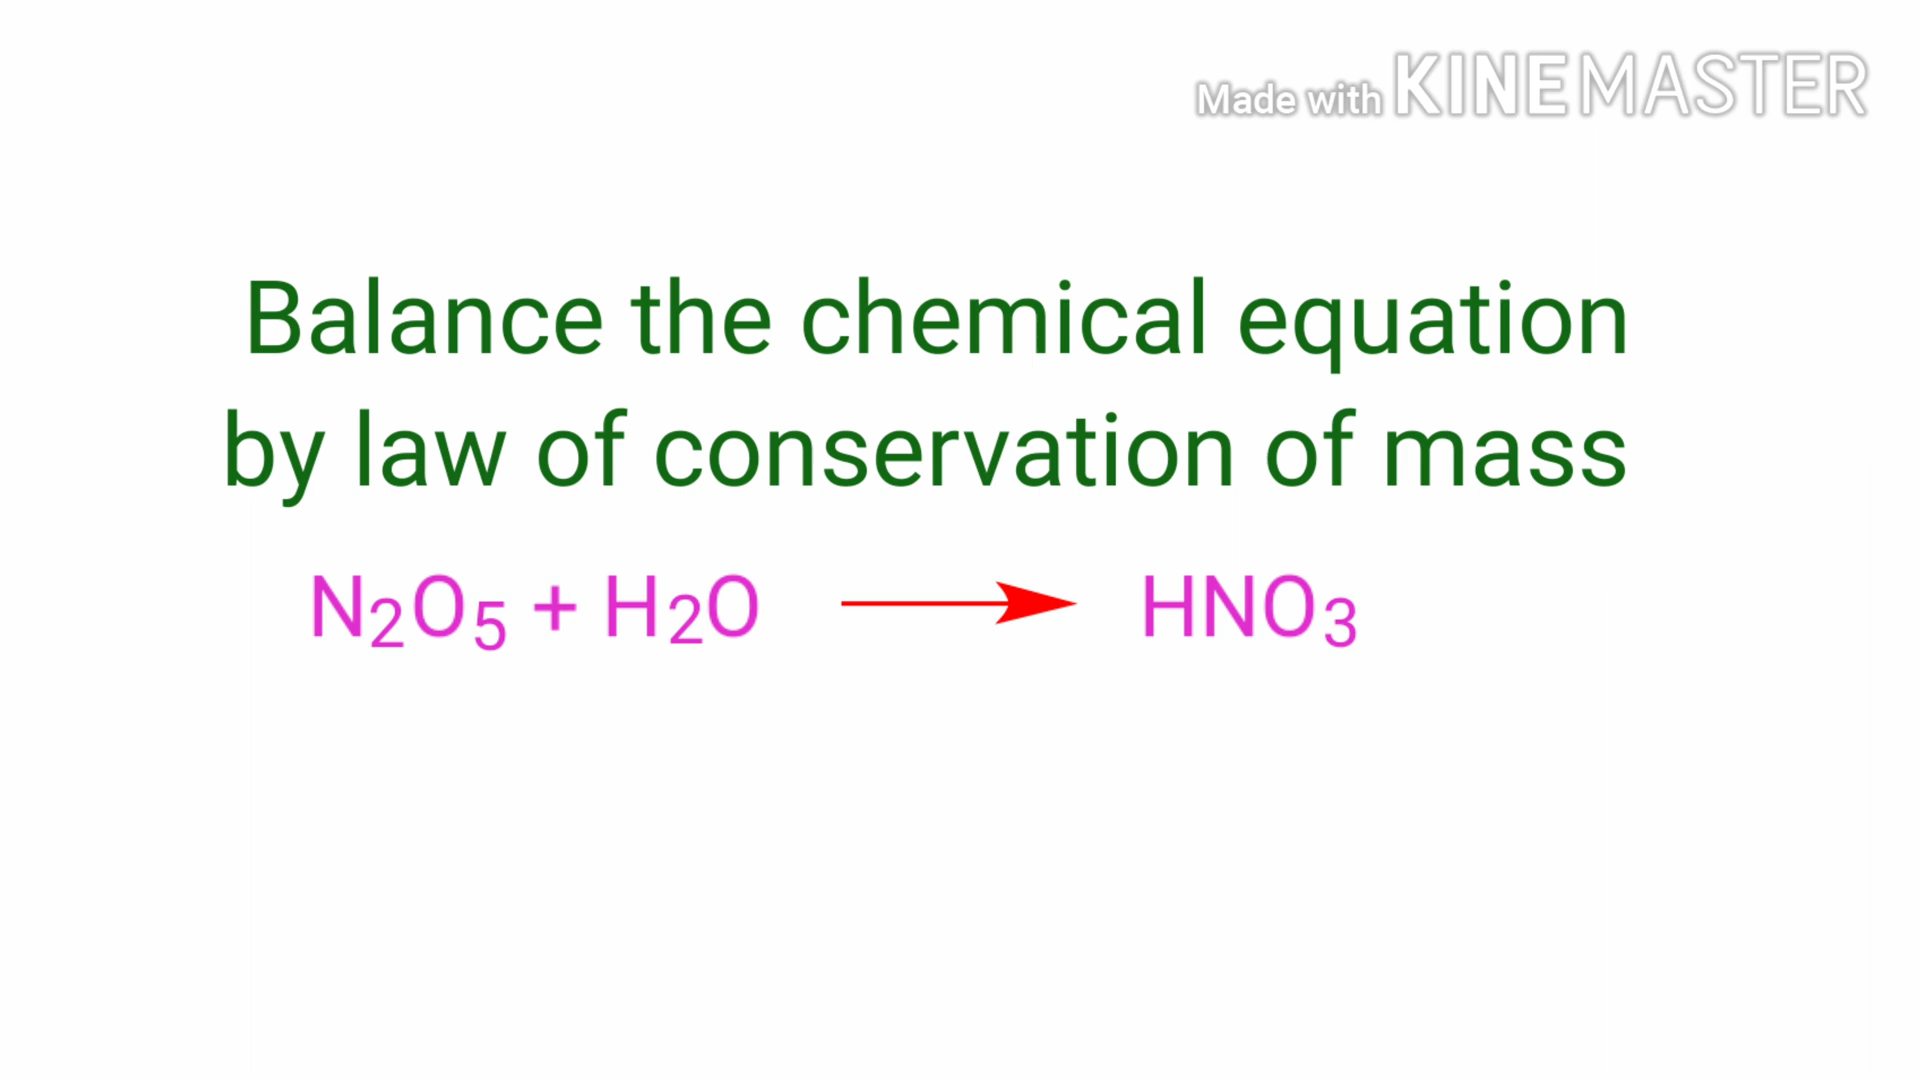 Made with KINEMASTER
Balance the chemical equation
by law of conservation of mass
N₂O₅ + H₂O ⟶ HNO₃